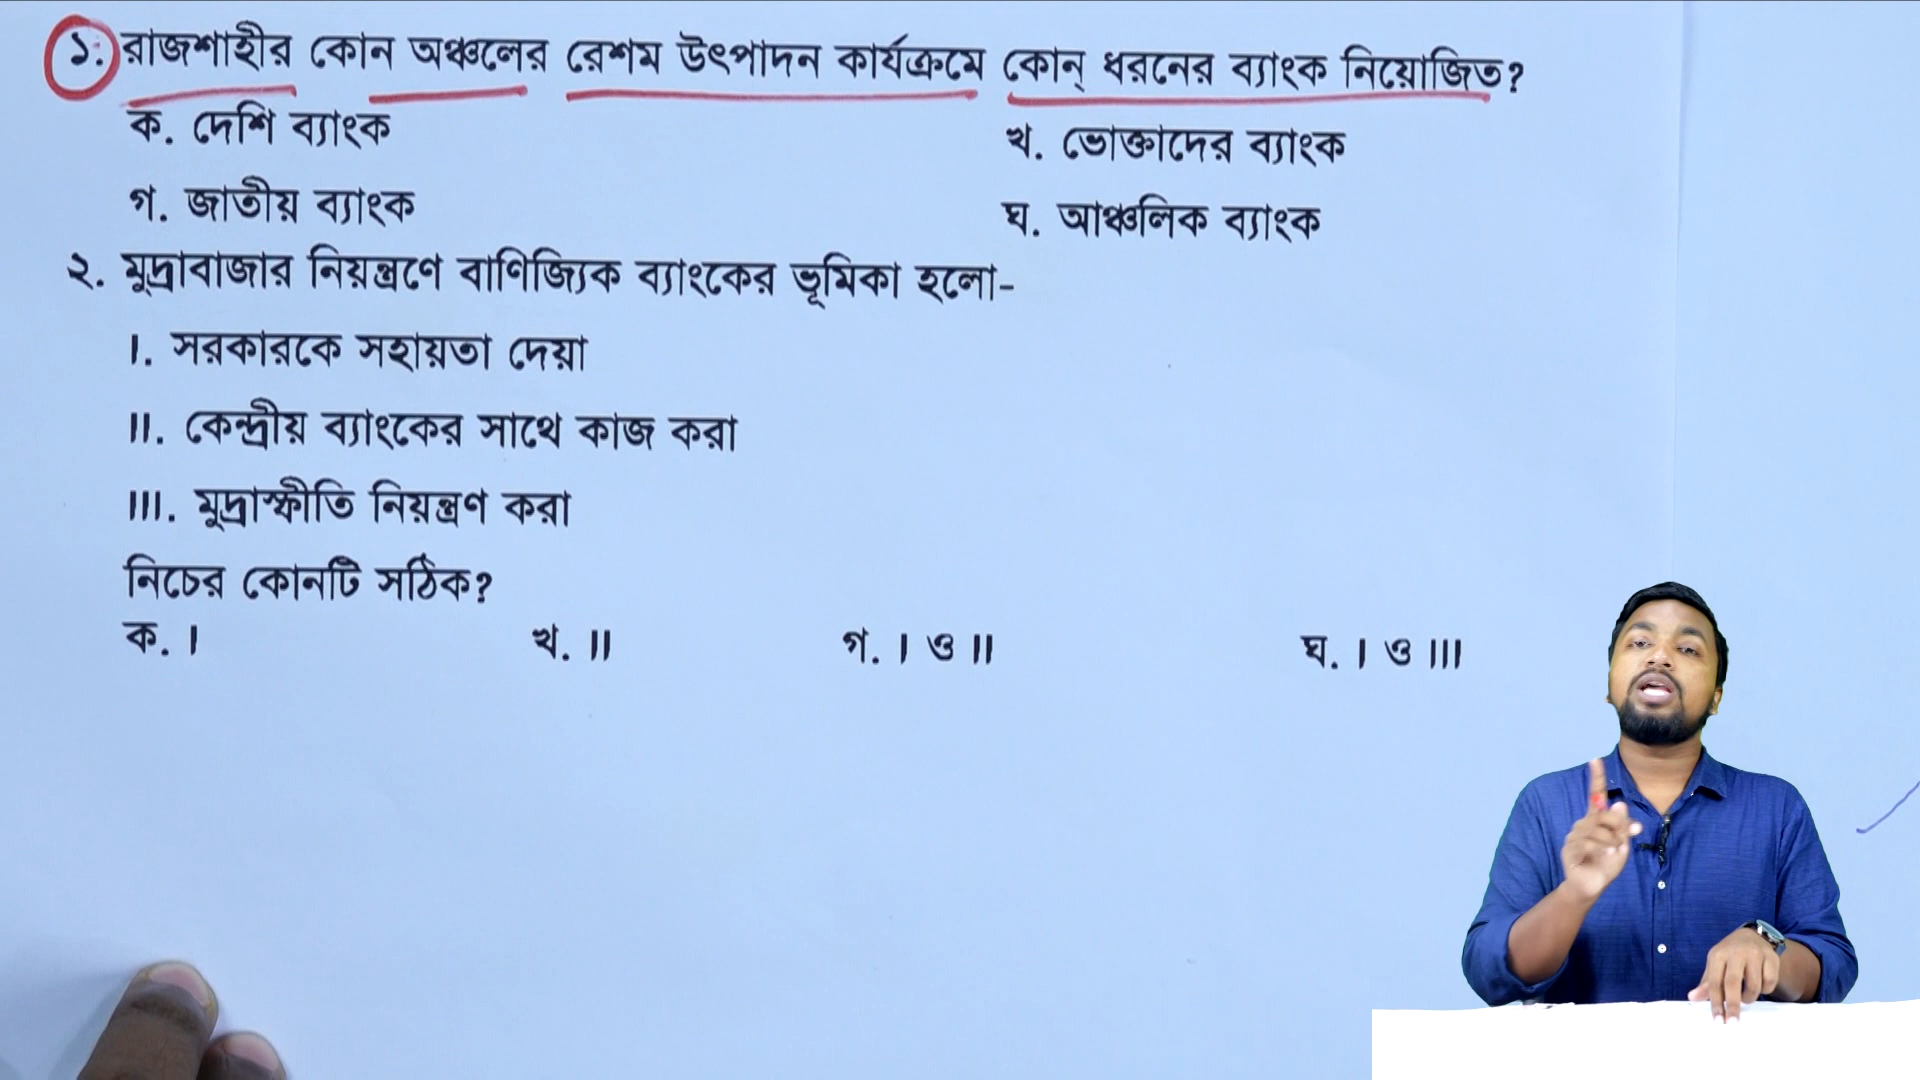 ১. রাজশাহীর কোন অঞ্চলের রেশম উৎপাদন কার্যক্রমে কোন্ ধরনের ব্যাংক নিয়োজিত?
ক. দেশি ব্যাংক খ. ভোক্তাদের ব্যাংক
গ. জাতীয় ব্যাংক ঘ. আঞ্চলিক ব্যাংক
২. মুদ্রাবাজার নিয়ন্ত্রণে বাণিজ্যিক ব্যাংকের ভূমিকা হলো-
I. সরকারকে সহায়তা দেয়া
II. কেন্দ্রীয় ব্যাংকের সাথে কাজ করা
III. মুদ্রাস্ফীতি নিয়ন্ত্রণ করা
নিচের কোনটি সঠিক?
ক. I খ. II গ. I ও II ঘ. I ও III